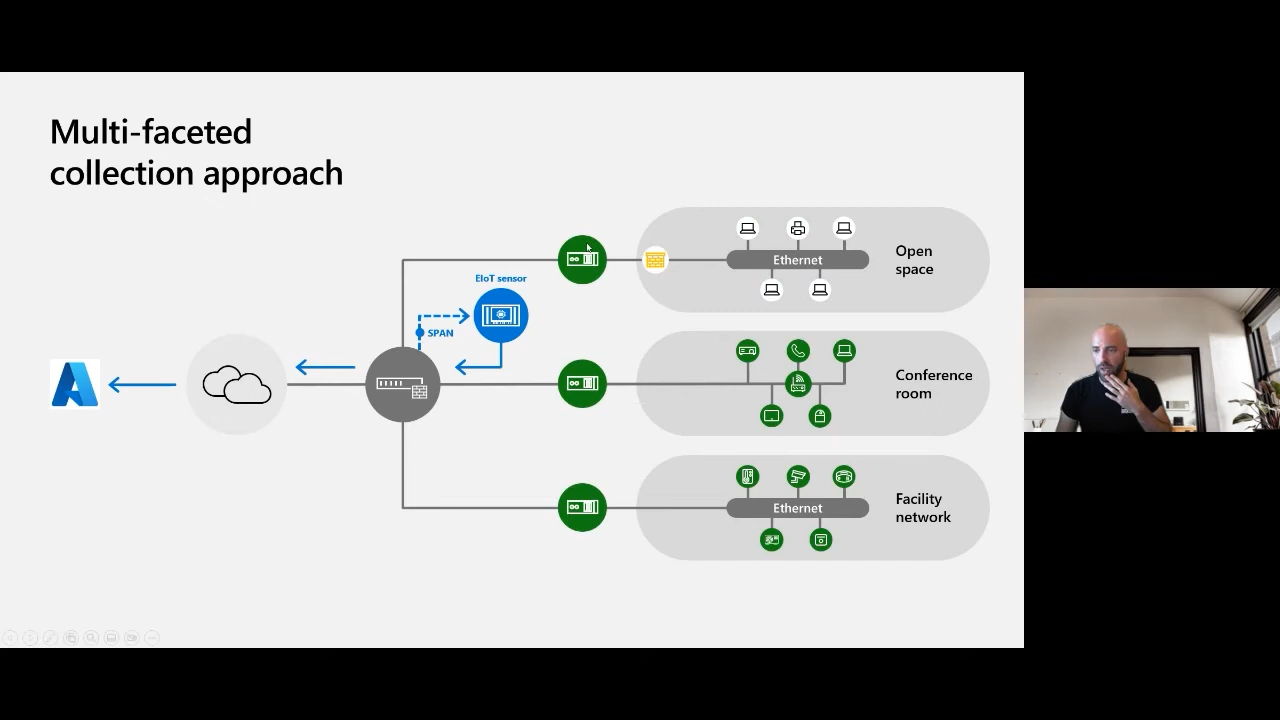 Multi-faceted
collection approach
EIoT sensor
SPAN
Ethernet
Open
space
Conference
room
Ethernet
Facility
network